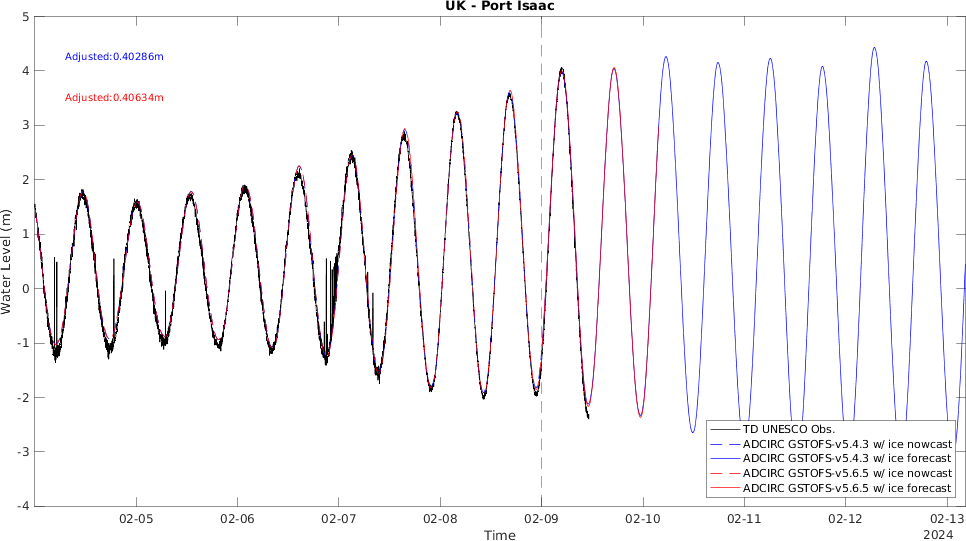 UK - Port Isaac
Adjusted:0.40286m
Adjusted:0.40634m
5
4
3
2
1
0
-1
-2
-3
-4
Water Level (m)
TD UNESCO Obs.
ADCIRC GSTOFS-v5.4.3 w/ ice nowcast
ADCIRC GSTOFS-v5.4.3 w/ ice forecast
ADCIRC GSTOFS-v5.6.5 w/ ice nowcast
ADCIRC GSTOFS-v5.6.5 w/ ice forecast
02-05 02-06 02-07 02-08 02-09 02-10 02-11 02-12 02-13
Time
2024